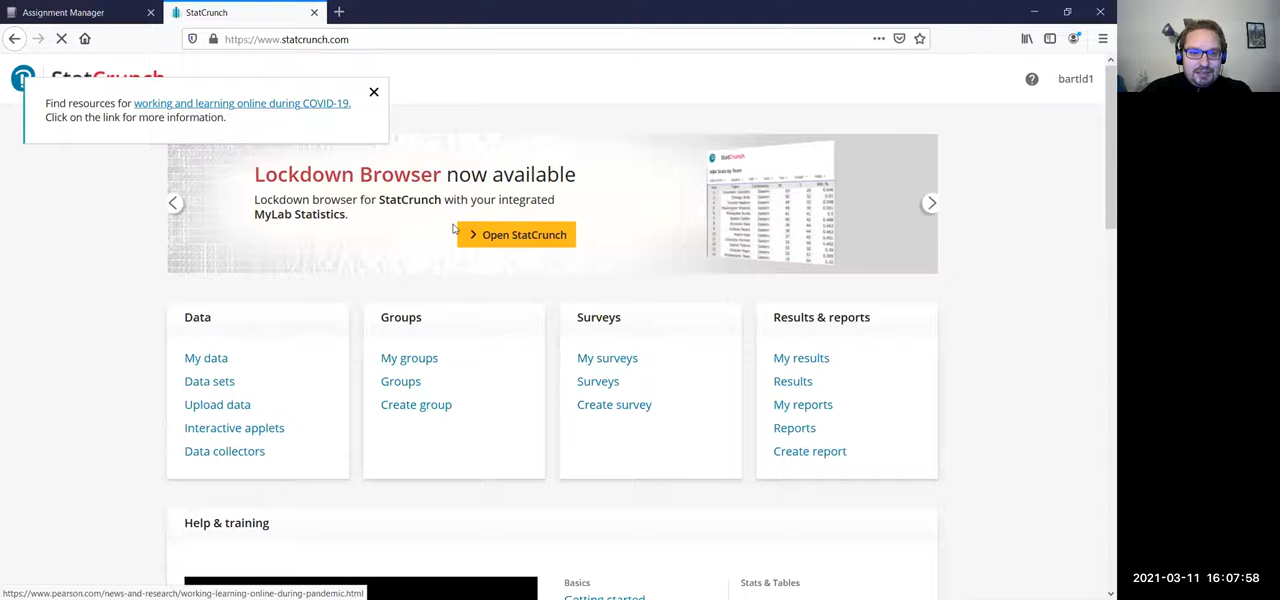 Assignment Manager
StatCrunch
https://www.statcrunch.com
StatCrunch
bartld1
Find resources for working and learning online during COVID-19.
Click on the link for more information.
Lockdown Browser now available
Lockdown browser for StatCrunch with your integrated
MyLab Statistics.
Open StatCrunch
StatCrunch
Data
My data
Data sets
Upload data
Interactive applets
Data collectors
Groups
My groups
Groups
Create group
Surveys
My surveys
Surveys
Create survey
Results & reports
My results
Results
My reports
Reports
Create report
Help & training
Basics
Getting started
Stats & Tables
https://www.pearson.com/news-and-research/working-learning-online-during-pandemic.html
2021-03-11 16:07:58